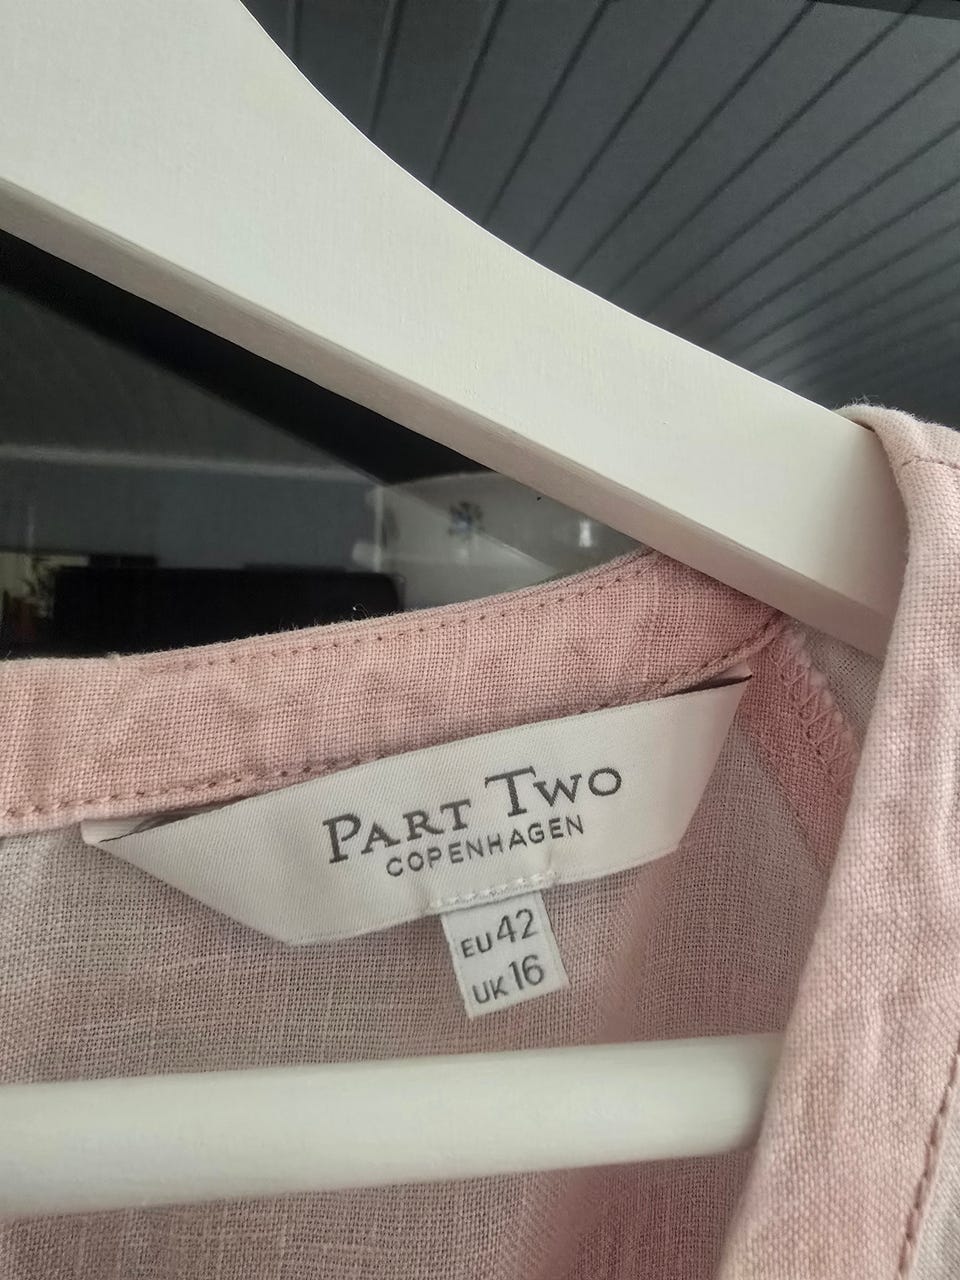 PART TWO
COPENHAGEN
EU 42
UK 16